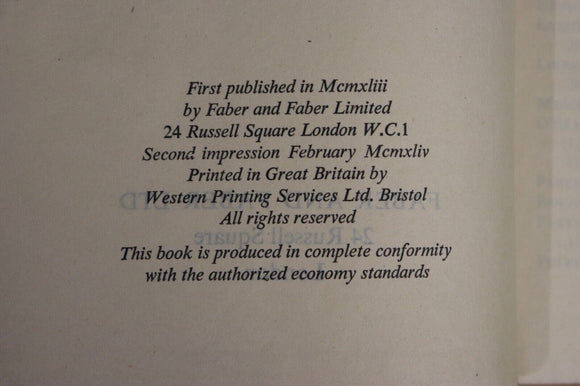 First published in Mcmxliii
by Faber and Faber Limited
24 Russell Square London W.C.1
Second impression February Mcmxliv
Printed in Great Britain by
Western Printing Services Ltd. Bristol
All rights reserved
This book is produced in complete conformity
with the authorized economy standards